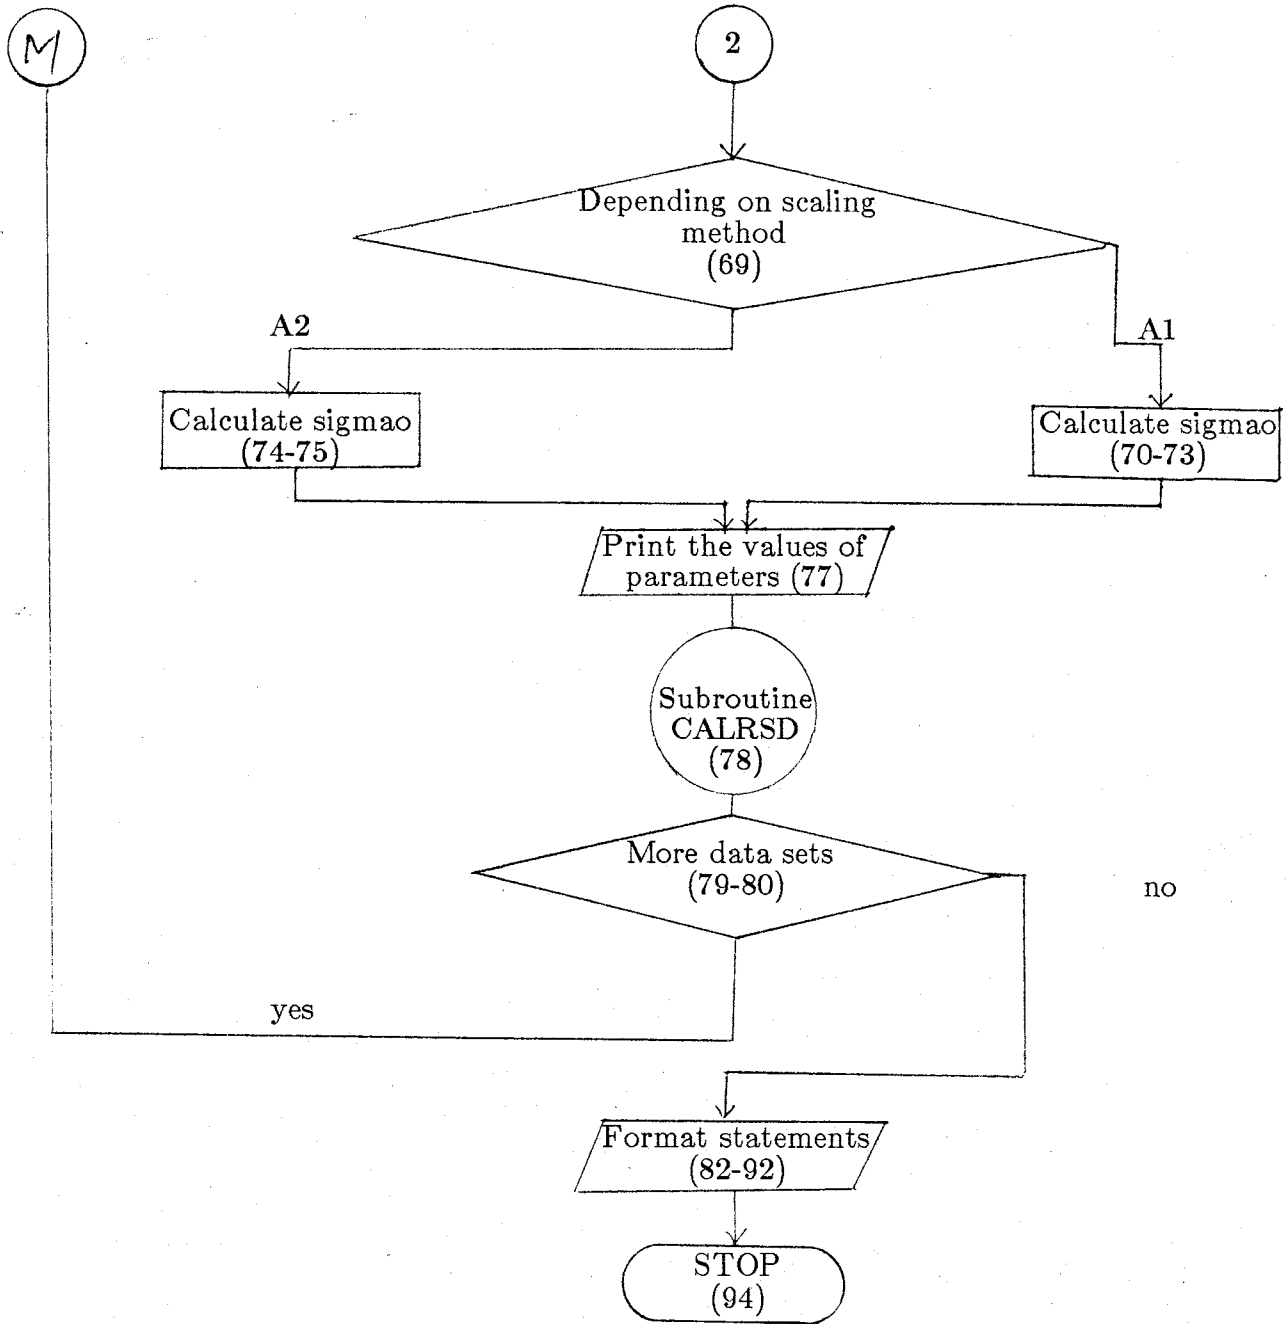 M
2
Depending on scaling
method
(69)
A2
A1
Calculate sigmao
(74-75)
Calculate sigmao
(70-73)
Print the values of
parameters (77)
Subroutine
CALRSD
(78)
More data sets
(79-80)
no
yes
Format statements
(82-92)
STOP
(94)